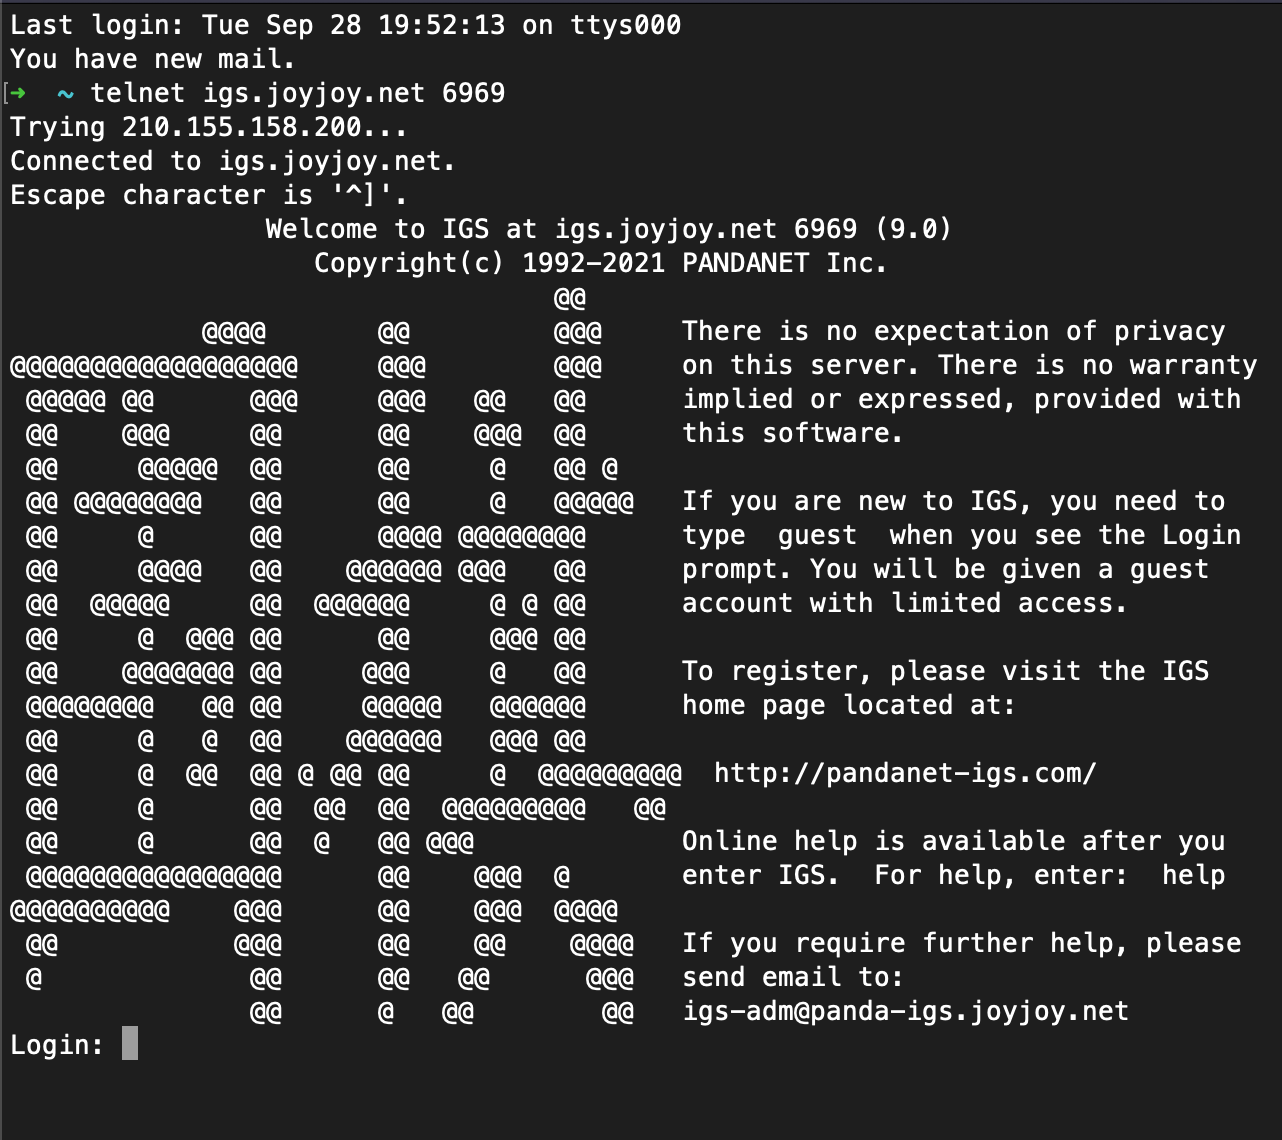 Last login: Tue Sep 28 19:52:13 on ttys000
You have new mail.
[➜  ~ telnet igs.joyjoy.net 6969
Trying 210.155.158.200...
Connected to igs.joyjoy.net.
Escape character is '^]'.
                Welcome to IGS at igs.joyjoy.net 6969 (9.0)
                   Copyright(c) 1992-2021 PANDANET Inc.
                                  @@
            @@@@       @@         @@@     There is no expectation of privacy
@@@@@@@@@@@@@@@@@@     @@@        @@@     on this server. There is no warranty
 @@@@@ @@      @@@     @@@   @@   @@      implied or expressed, provided with
 @@    @@@     @@      @@    @@@  @@      this software.
 @@     @@@@@  @@      @@     @   @@ @
 @@ @@@@@@@@   @@      @@     @   @@@@@   If you are new to IGS, you need to
 @@     @      @@      @@@@ @@@@@@@@      type  guest  when you see the Login
 @@     @@@@   @@    @@@@@@ @@@   @@      prompt. You will be given a guest
 @@  @@@@@     @@  @@@@@@     @ @ @@      account with limited access.
 @@     @  @@@ @@      @@     @@@ @@
 @@    @@@@@@@ @@     @@@     @   @@      To register, please visit the IGS
 @@@@@@@@   @@ @@     @@@@@   @@@@@@      home page located at:
 @@     @   @  @@    @@@@@@   @@@ @@
 @@     @  @@  @@ @ @@ @@     @  @@@@@@@@@  http://pandanet-igs.com/
 @@     @      @@  @@  @@  @@@@@@@@@   @@
 @@     @      @@  @   @@ @@@             Online help is available after you
 @@@@@@@@@@@@@@@@      @@    @@@  @       enter IGS.  For help, enter:  help
@@@@@@@@@@    @@@      @@    @@@  @@@@
 @@           @@@      @@    @@    @@@@   If you require further help, please
 @             @@      @@   @@      @@@   send email to:
               @@      @   @@        @@   igs-adm@panda-igs.joyjoy.net
Login: